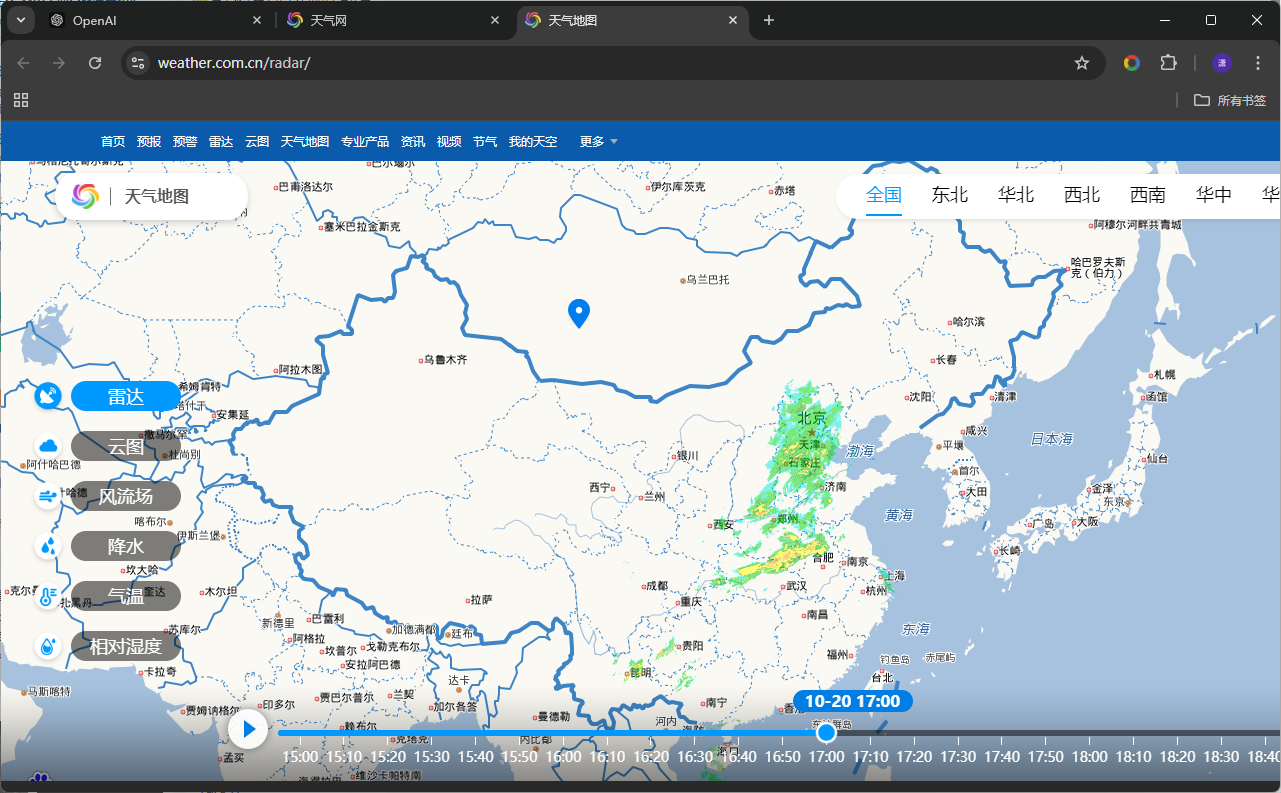 OpenAI
天气网
天气地图
weather.com.cn/radar/
所有书签
首页 预报 预警 雷达 云图 天气地图 专业产品 资讯 视频 节气 我的天空 更多
天气地图
全国 东北 华北 西北 西南 华中 华
巴甫洛达尔
伊尔库茨克
赤塔
塞米巴拉金斯克
阿穆尔河畔共青城
哈巴罗夫斯
克（伯力）
乌兰巴托
哈尔滨
乌鲁木齐
长春
阿拉木图
札幌
希姆肯特
雷达
沈阳
清津
函馆
塔什干
安集延
北京
咸兴
撒马尔罕
云图
杜尚别
天津
渤海
平壤
日本海
银川
石家庄
仙台
阿什哈巴德
首尔
西宁
兰州
济南
大田
金泽
什哈德
风流场
东京
喀布尔
西安
郑州
黄海
广岛
大阪
伊斯兰堡
降水
合肥
南京
长崎
坎大哈
成都
武汉
上海
杭州
奎达
木尔坦
气温
拉萨
重庆
南昌
扎黑丹
巴雷利
新德里
加德满都
廷布
东海
苏库尔
阿格拉
相对湿度
坎普尔
戈勒克布尔
贵阳
福州
钓鱼岛
赤尾屿
卡拉奇
安拉阿巴德
昆明
台北
马斯喀特
达卡
贾巴尔普尔
兰契
印多尔
加尔各答
南宁
10-20 17:00
贾姆讷格尔
曼德勒
河内
赖布尔
克塔克
内比都
孟买
维沙卡帕特南
15:00 15:10 15:20 15:30 15:40 15:50 16:00 16:10 16:20 16:30 16:40 16:50 17:00 17:10 17:20 17:30 17:40 17:50 18:00 18:10 18:20 18:30 18:40